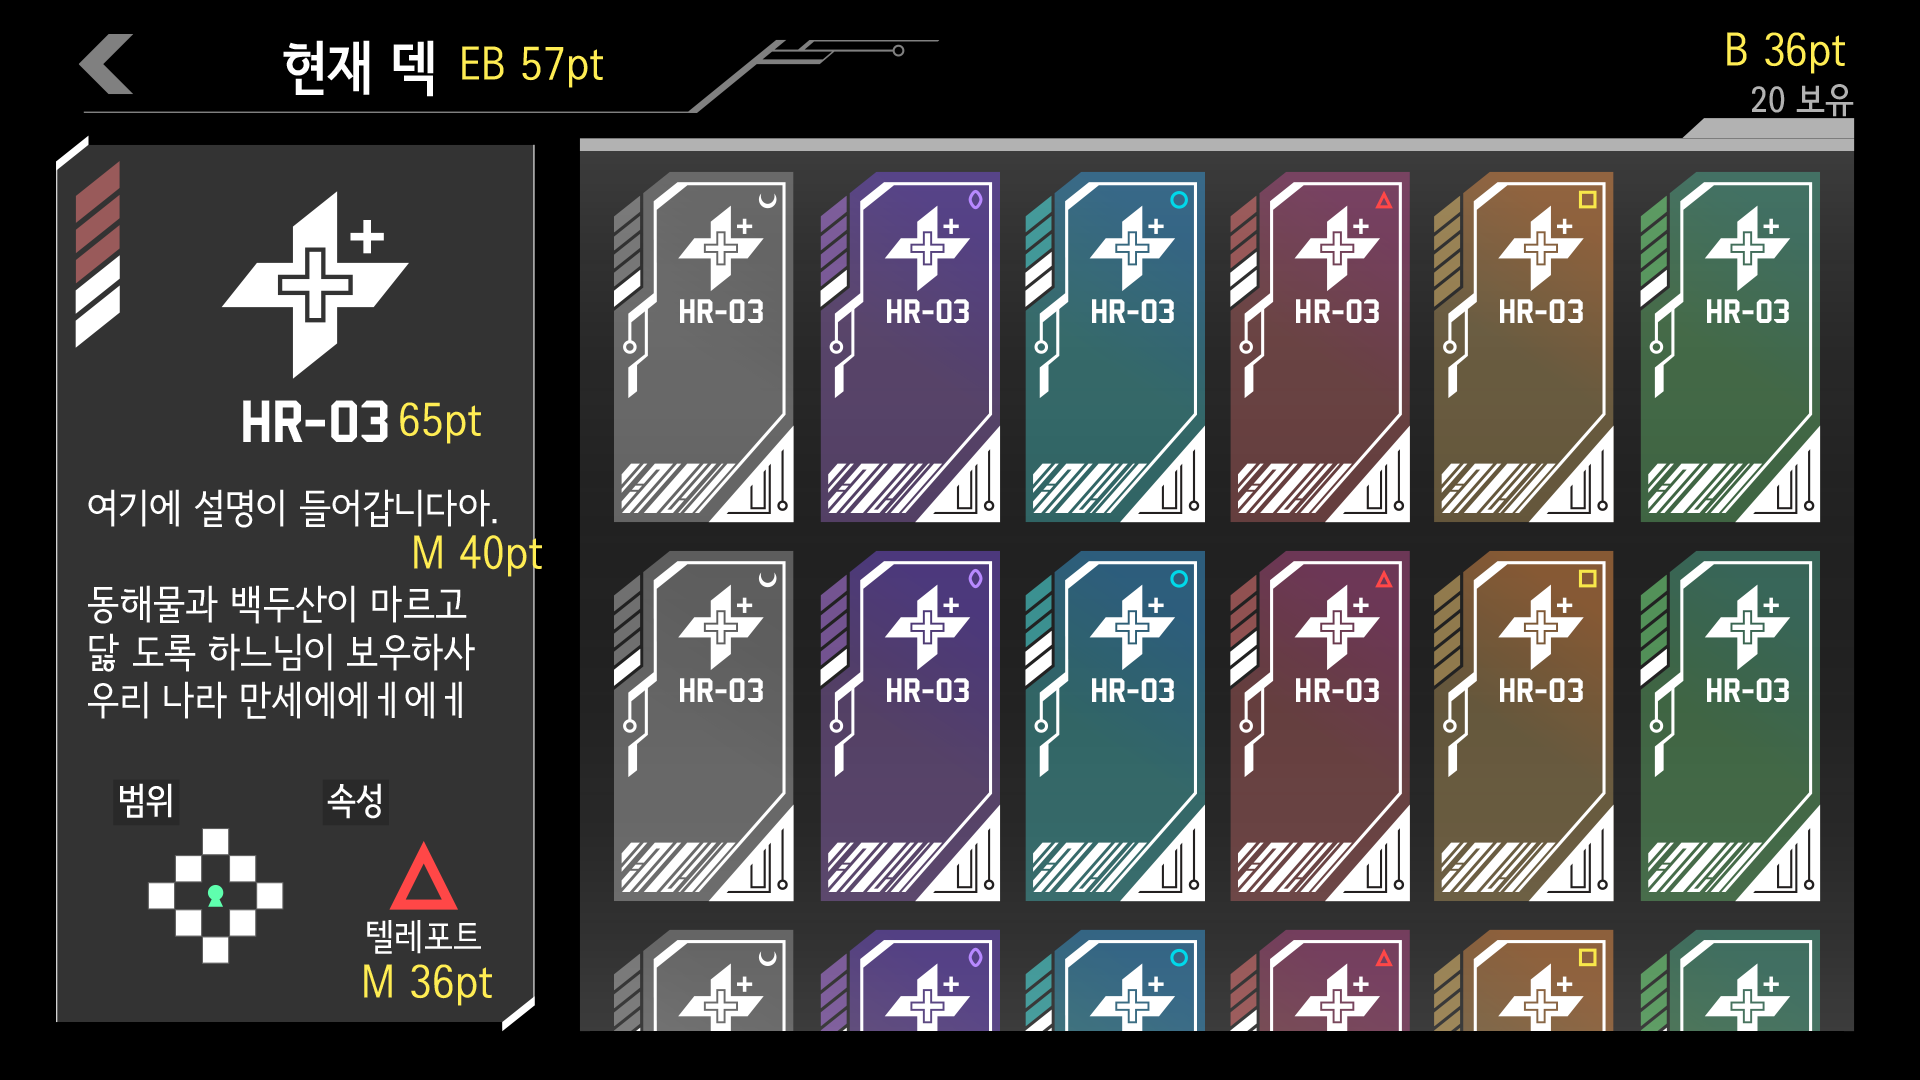 현재 덱 EB 57pt
B 36pt
20 보유
HR-03 65pt
여기에 설명이 들어갑니다아.
M 40pt
동해물과 백두산이 마르고
닳 도록 하느님이 보우하사
우리 나라 만세에에ㅔ에ㅔ
범위
속성
텔레포트
M 36pt
HR-03
HR-03
HR-03
HR-03
HR-03
HR-03
HR-03
HR-03
HR-03
HR-03
HR-03
HR-03